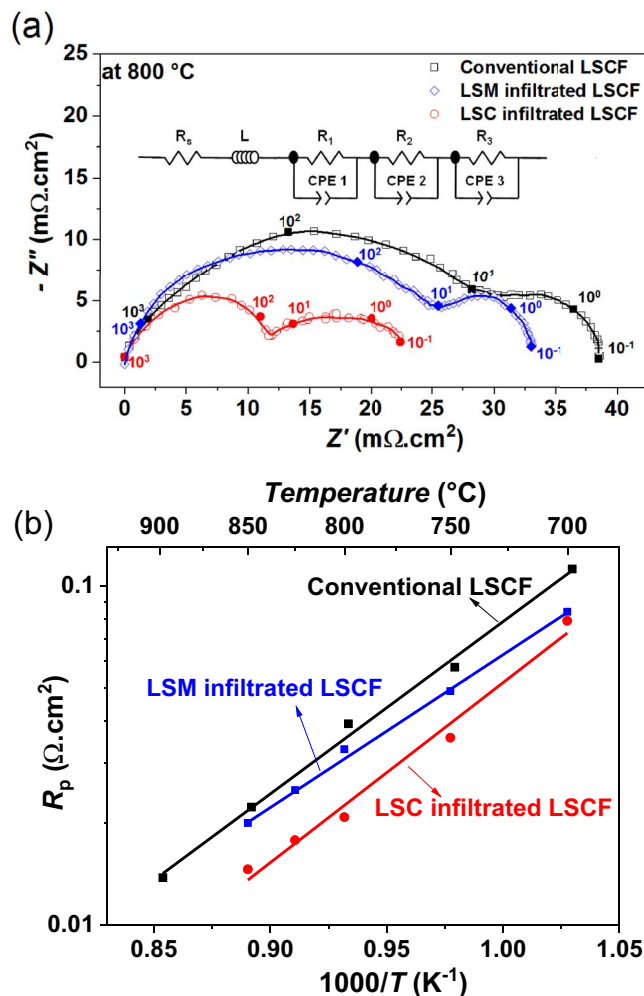 (a)
at 800 °C
Conventional LSCF
LSM infiltrated LSCF
LSC infiltrated LSCF
Rs L R1 R2 R3
CPE 1 CPE 2 CPE 3
25
20
15
10
5
0
- Z″ (mΩ.cm²)
10² 10² 10¹ 10³ 10³ 10² 10¹ 10⁰ 10¹ 10⁰ 10⁰ 10³ 10⁻¹ 10⁻¹ 10⁻¹
0 5 10 15 20 25 30 35 40
Z′ (mΩ.cm²)
(b)
Temperature (°C)
900 850 800 750 700
0.1
0.01
Rp (Ω.cm²)
Conventional LSCF
LSM infiltrated LSCF
LSC infiltrated LSCF
0.85 0.90 0.95 1.00 1.05
1000/T (K⁻¹)